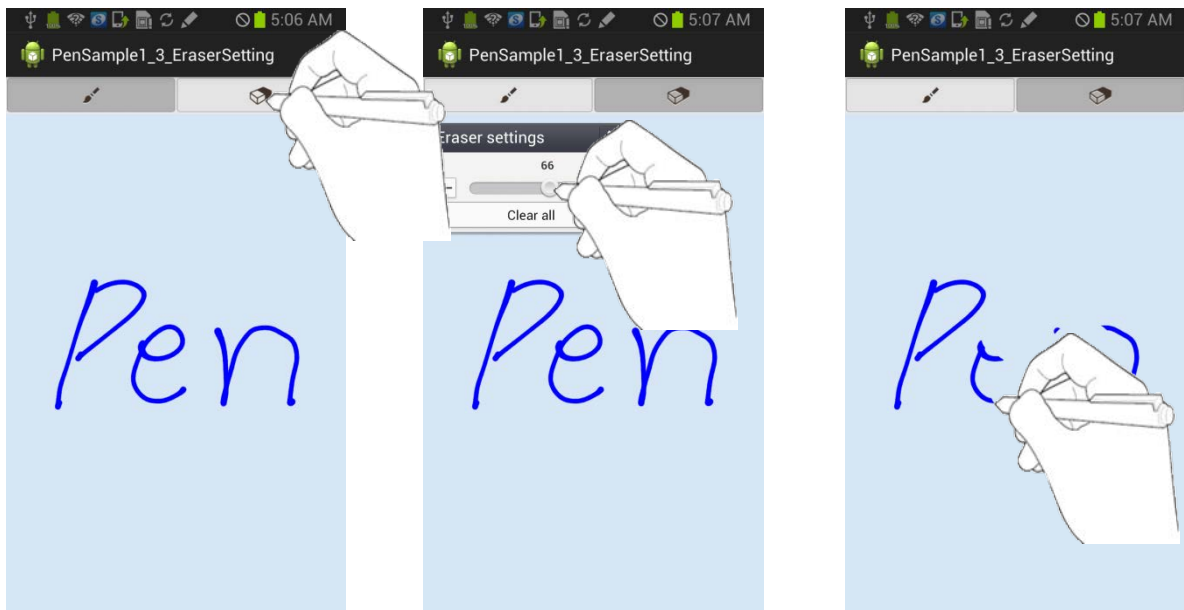 5:06 AM
PenSample1_3_EraserSetting
Pen
5:07 AM
PenSample1_3_EraserSetting
Eraser settings
66
Clear all
Pen
5:07 AM
PenSample1_3_EraserSetting